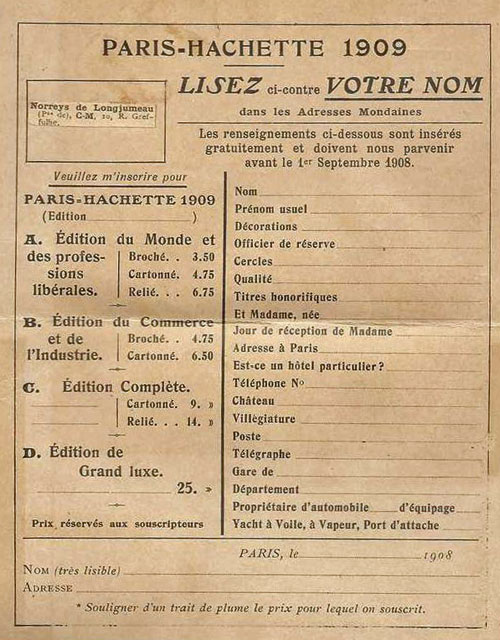 PARIS-HACHETTE 1909
Norreys de Longjumeau
(Pss de), C-M, 10, R. Gref-
fulhe.
LISEZ ci-contre VOTRE NOM
dans les Adresses Mondaines
Les renseignements ci-dessous sont insérés
gratuitement et doivent nous parvenir
avant le 1er Septembre 1908.
Veuillez m'inscrire pour
PARIS-HACHETTE 1909
(Edition )
A. Édition du Monde et
des profes-
sions
libérales.
Broché. . 3.50
Cartonné. 4.75
Relié. . . 6.75
B. Édition du Commerce
et de
l'Industrie.
Broché. . 4.75
Cartonné. 6.50
C. Édition Complète.
Cartonné. 9. »
Relié. . . 14. »
D. Édition de
Grand luxe.
25. »
Prix réservés aux souscripteurs
Nom
Prénom usuel
Décorations
Officier de réserve
Cercles
Qualité
Titres honorifiques
Et Madame, née
Jour de réception de Madame
Adresse à Paris
Est-ce un hôtel particulier?
Téléphone No
Château
Villégiature
Poste
Télégraphe
Gare de
Département
Propriétaire d'automobile d'équipage
Yacht à Voile, à Vapeur, Port d'attache
PARIS, le 1908
NOM (très lisible)
ADRESSE
* Souligner d'un trait de plume le prix pour lequel on souscrit.